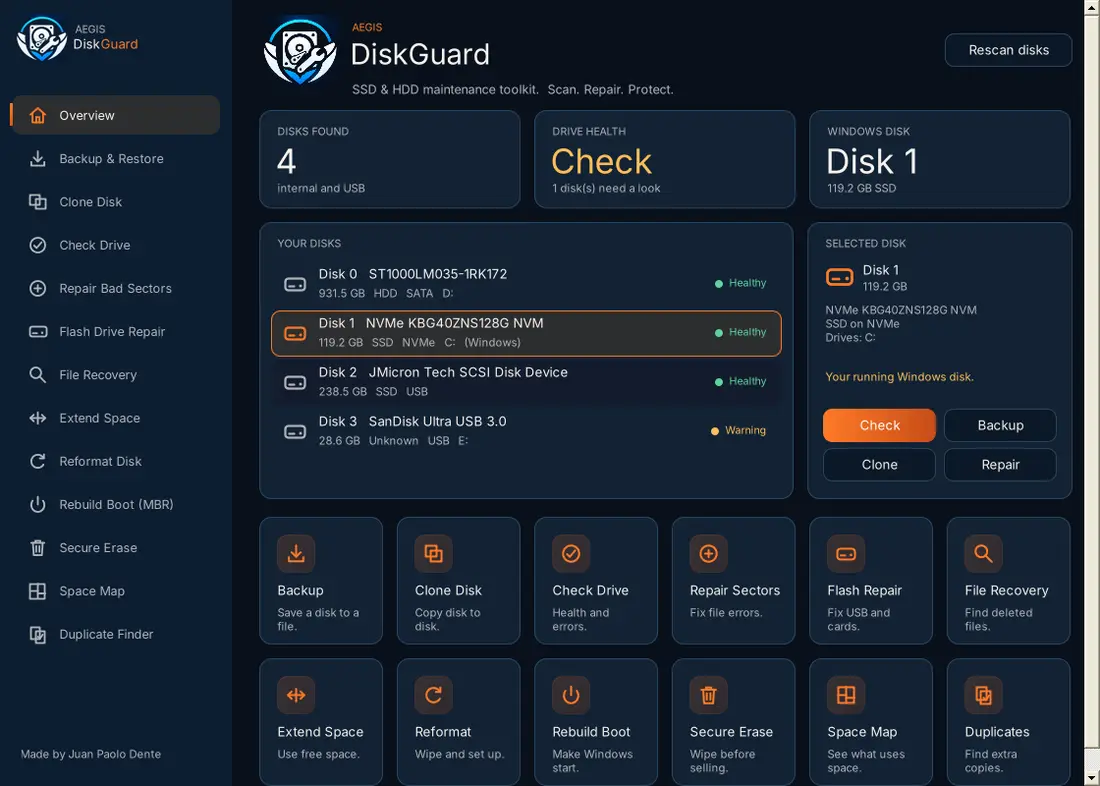 AEGIS
DiskGuard
Overview
Backup & Restore
Clone Disk
Check Drive
Repair Bad Sectors
Flash Drive Repair
File Recovery
Extend Space
Reformat Disk
Rebuild Boot (MBR)
Secure Erase
Space Map
Duplicate Finder
Made by Juan Paolo Dente
AEGIS
DiskGuard
SSD & HDD maintenance toolkit. Scan. Repair. Protect.
Rescan disks
DISKS FOUND
4
internal and USB
DRIVE HEALTH
Check
1 disk(s) need a look
WINDOWS DISK
Disk 1
119.2 GB SSD
YOUR DISKS
Disk 0 ST1000LM035-1RK172
931.5 GB HDD SATA D:
Healthy
Disk 1 NVMe KBG40ZNS128G NVM
119.2 GB SSD NVMe C: (Windows)
Healthy
Disk 2 JMicron Tech SCSI Disk Device
238.5 GB SSD USB
Healthy
Disk 3 SanDisk Ultra USB 3.0
28.6 GB Unknown USB E:
Warning
SELECTED DISK
Disk 1
119.2 GB
NVMe KBG40ZNS128G NVM
SSD on NVMe
Drives: C:
Your running Windows disk.
Check
Backup
Clone
Repair
Backup
Save a disk to a
file.
Clone Disk
Copy disk to
disk.
Check Drive
Health and
errors.
Repair Sectors
Fix file errors.
Flash Repair
Fix USB and
cards.
File Recovery
Find deleted
files.
Extend Space
Use free space.
Reformat
Wipe and set up.
Rebuild Boot
Make Windows
start.
Secure Erase
Wipe before
selling.
Space Map
See what uses
space.
Duplicates
Find extra
copies.